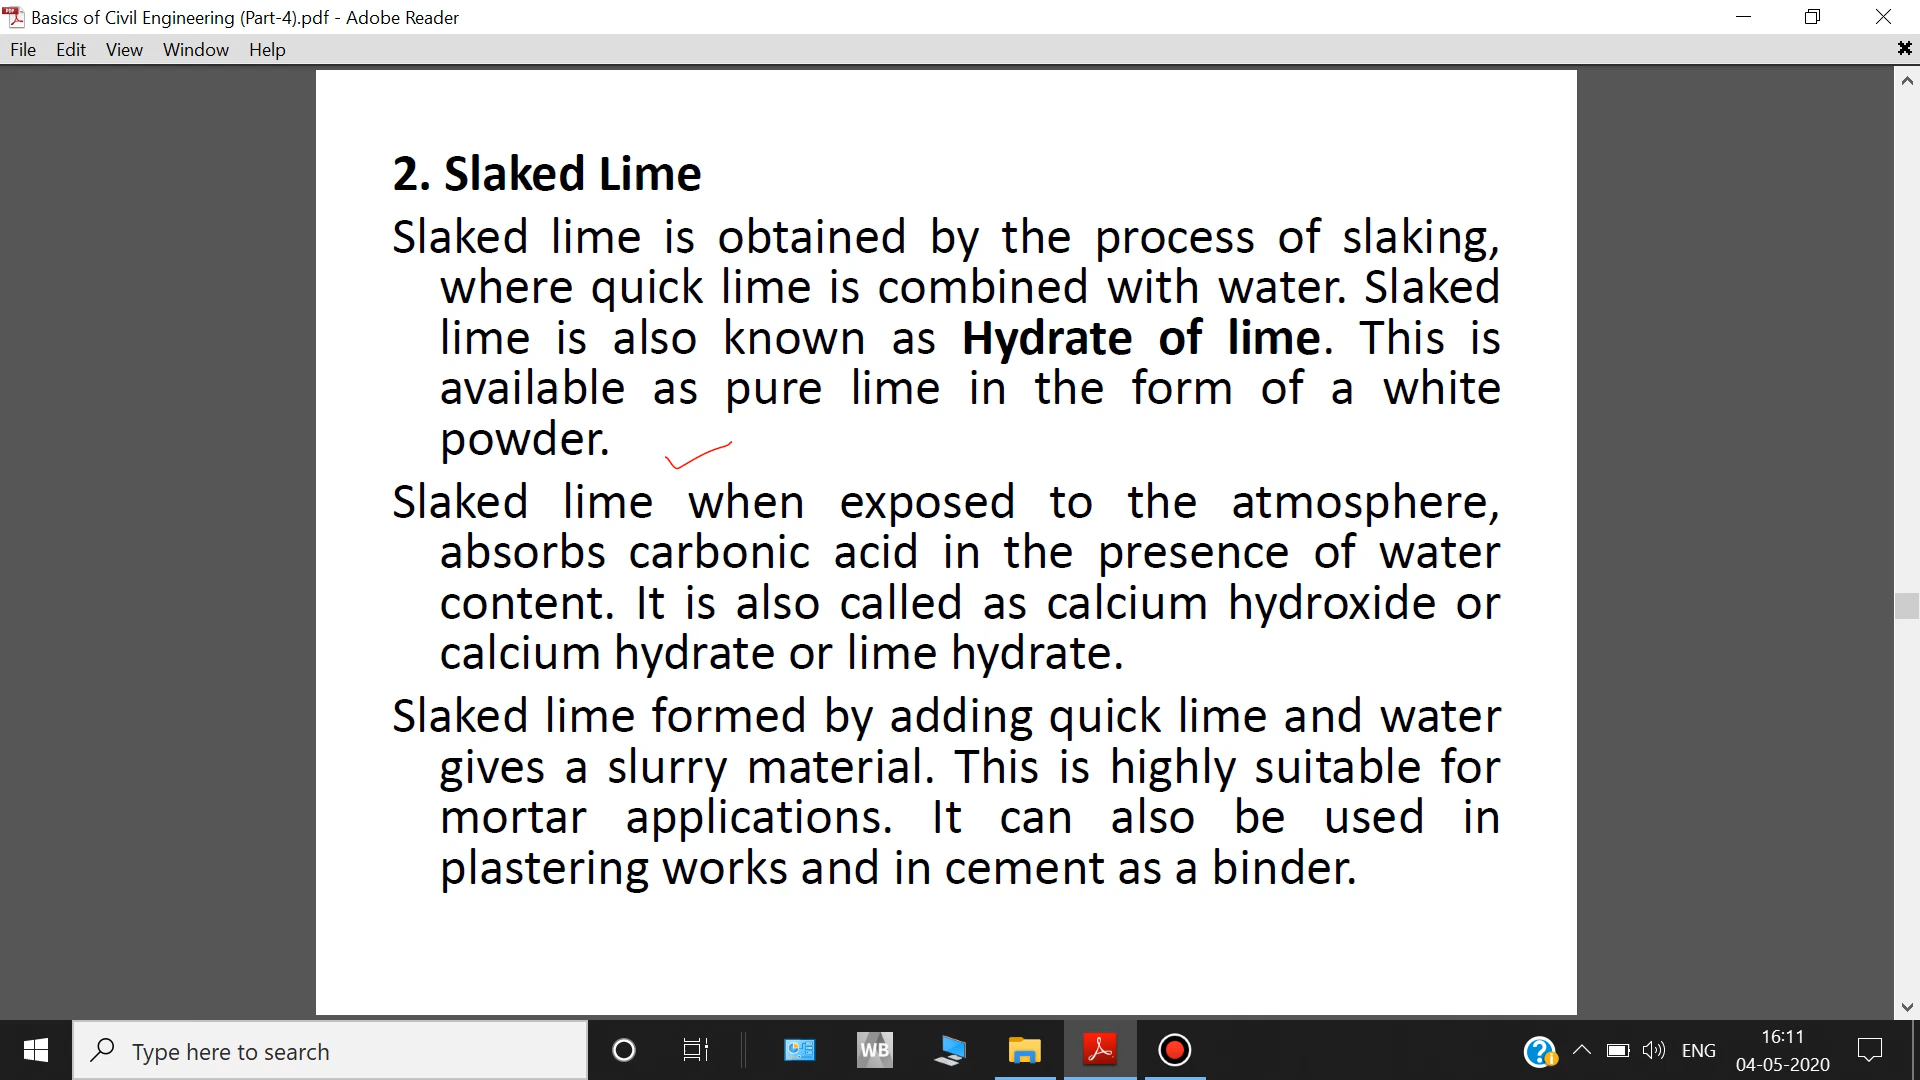 Basics of Civil Engineering (Part-4).pdf - Adobe Reader
File Edit View Window Help
2. Slaked Lime
Slaked lime is obtained by the process of slaking,
where quick lime is combined with water. Slaked
lime is also known as Hydrate of lime. This is
available as pure lime in the form of a white
powder.
Slaked lime when exposed to the atmosphere,
absorbs carbonic acid in the presence of water
content. It is also called as calcium hydroxide or
calcium hydrate or lime hydrate.
Slaked lime formed by adding quick lime and water
gives a slurry material. This is highly suitable for
mortar applications. It can also be used in
plastering works and in cement as a binder.
Type here to search
WB
ENG
16:11
04-05-2020